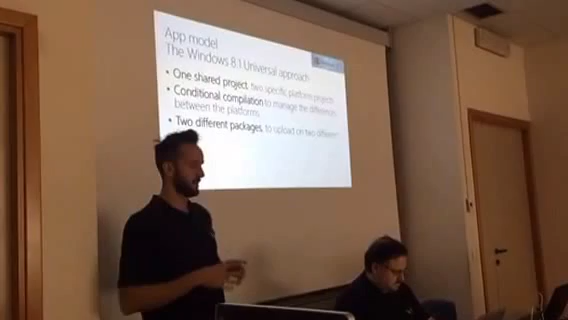 App model
The Windows 8.1 Universal approach
• One shared project, two specific platform projects
• Conditional compilation to manage the differences
between the platforms
• Two different packages, to upload on two different